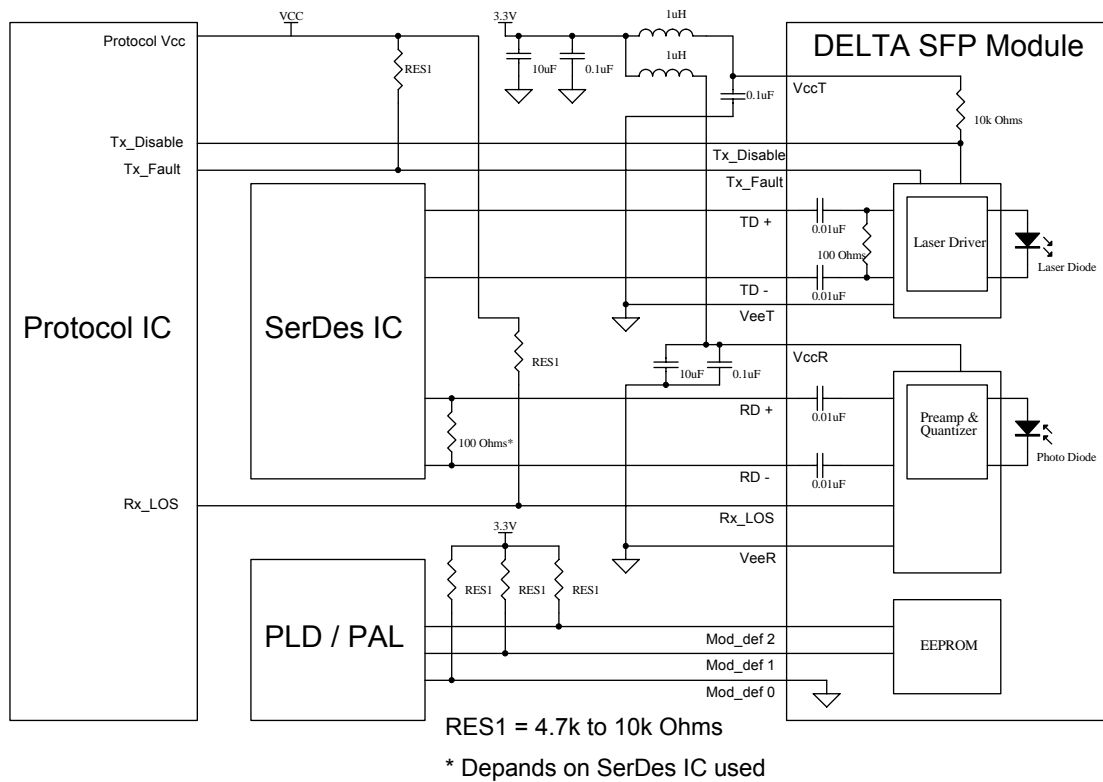 VCC
3.3V
1uH
Protocol Vcc
DELTA SFP Module
1uH
RES1
10uF
0.1uF
VccT
0.1uF
10k Ohms
Tx_Disable
Tx_Disable
Tx_Fault
Tx_Fault
TD +
0.01uF
Laser Driver
100 Ohms
Laser Diode
TD -
0.01uF
VeeT
Protocol IC
SerDes IC
RES1
VccR
10uF
0.1uF
RD +
0.01uF
Preamp &
Quantizer
100 Ohms*
Photo Diode
RD -
0.01uF
Rx_LOS
Rx_LOS
3.3V
VeeR
RES1
RES1
RES1
PLD / PAL
Mod_def 2
EEPROM
Mod_def 1
Mod_def 0
RES1 = 4.7k to 10k Ohms
* Depands on SerDes IC used